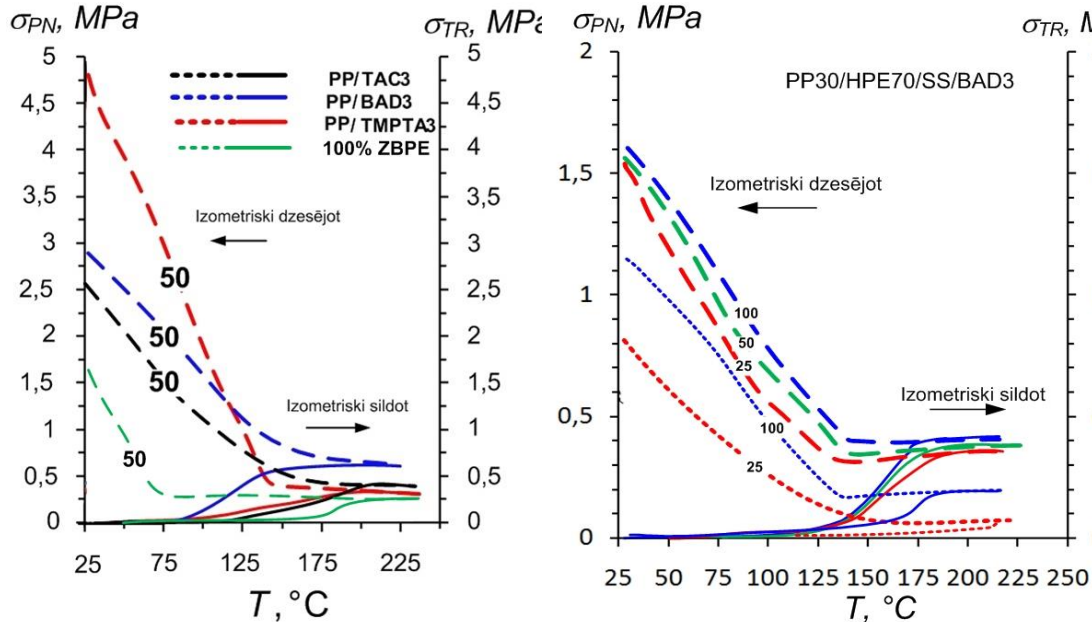 σPN, MPa
σTR, MPa
5
4,5
4
3,5
3
2,5
2
1,5
1
0,5
0
5
4,5
4
3,5
3
2,5
2
1,5
1
0,5
0
PP/TAC3
PP/BAD3
PP/TMPTA3
100% ZBPE
Izometriski dzesējot
50
50
50
50
Izometriski sildot
25 75 125 175 225
T, °C
σPN, MPa
σTR, M
2
1,5
1
0,5
0
PP30/HPE70/SS/BAD3
Izometriski dzesējot
100
50
25
100
25
Izometriski sildot
25 50 75 100 125 150 175 200 225 250
T, °C